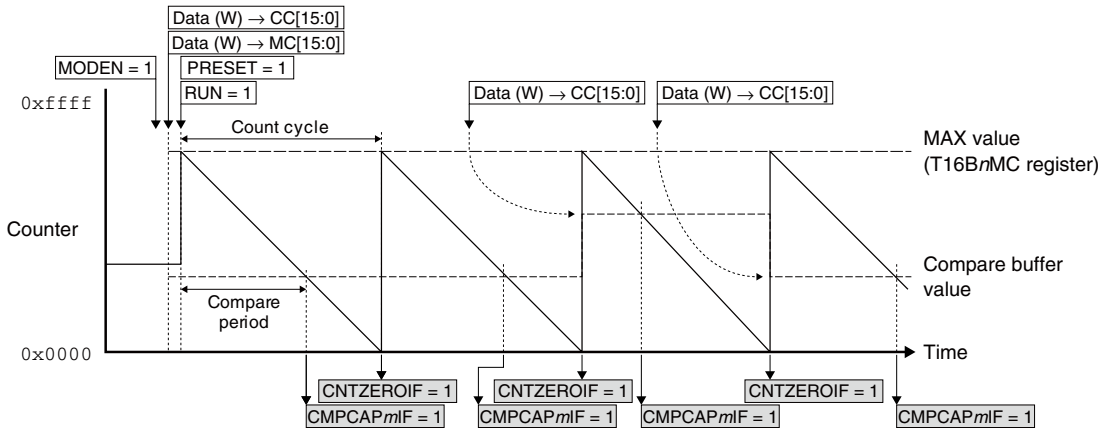 Data (W) → CC[15:0]
Data (W) → MC[15:0]
MODEN = 1
PRESET = 1
RUN = 1
Data (W) → CC[15:0]
Data (W) → CC[15:0]
0xffff
Count cycle
MAX value
(T16BnMC register)
Counter
Compare
period
Compare buffer
value
0x0000
Time
CNTZEROIF = 1
CNTZEROIF = 1
CNTZEROIF = 1
CMPCAPmIF = 1
CMPCAPmIF = 1
CMPCAPmIF = 1
CMPCAPmIF = 1